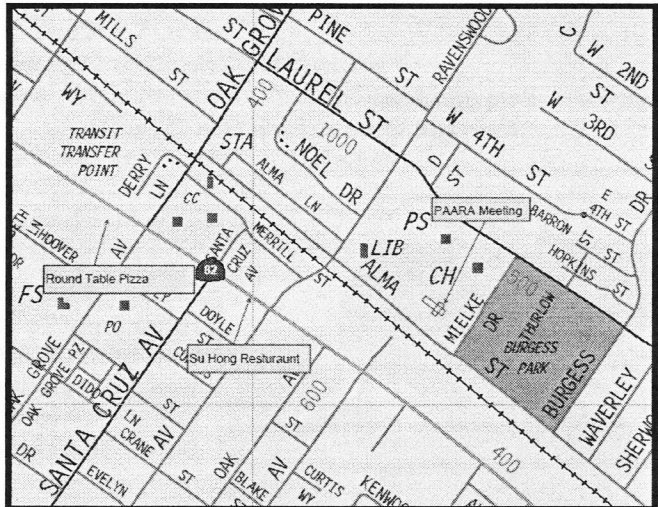 MILLS
ST
OAK GROV
PINE
ST
RAVENSWOOD
C
W 2ND
ST
W 3RD
W 4TH
ST
LAUREL ST
400
1000
WY
TRANSIT
TRANSFER
POINT
STA
NOEL DR
ALMA
LN
DERRY
LN
CC
D
ST
PAARA Meeting
BARRON
ST
E
4TH ST
DR
HOPKINS
ST
PS
LIB
CH
ALMA
ST
SANTA
CRUZ
AV
MERRILL
ST
HOOVER
AV
82
Round Table Pizza
FS
PO
DOYLE
ST
Su Hong Resturaunt
MIELKE
DR
THURLOW
BURGESS
PARK
BURGESS
WAVERLEY
SHERWO
GROVE
OAK
GROVE PZ
SANTA CRUZ AV
LN
CRANE
ST
AV
ST
EVELYN
DR
OAK
BLAKE
AV
ST
600
CURTIS
WY
KENWO
400